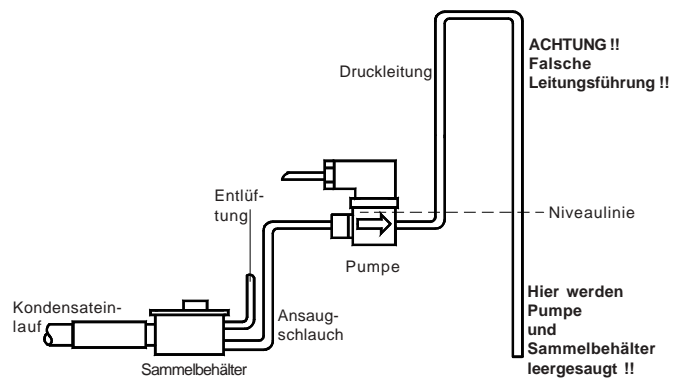 Druckleitung
ACHTUNG !!
Falsche
Leitungsführung !!
Entlüf-
tung
Niveaulinie
Pumpe
Kondensatein-
lauf
Ansaug-
schlauch
Sammelbehälter
Hier werden
Pumpe
und
Sammelbehälter
leergesaugt !!